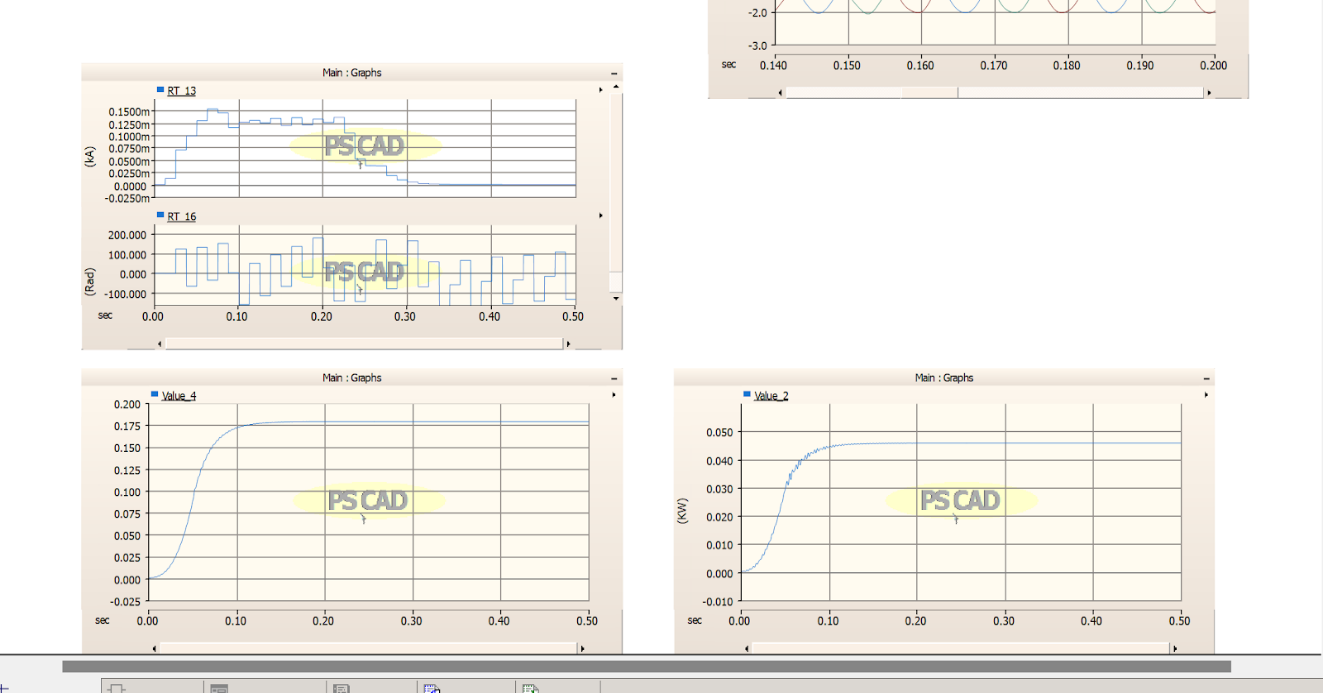 -2.0
-3.0
sec 0.140 0.150 0.160 0.170 0.180 0.190 0.200
Main : Graphs
RT_13
0.1500m
0.1250m
0.1000m
0.0750m
0.0500m
0.0250m
0.0000
-0.0250m
(kA)
PSCAD
RT_16
200.000
100.000
0.000
-100.000
(Rad)
PSCAD
sec 0.00 0.10 0.20 0.30 0.40 0.50
Main : Graphs
Value_4
0.200
0.175
0.150
0.125
0.100
0.075
0.050
0.025
0.000
-0.025
PSCAD
sec 0.00 0.10 0.20 0.30 0.40 0.50
Main : Graphs
Value_2
0.050
0.040
0.030
0.020
0.010
0.000
-0.010
(KW)
PSCAD
sec 0.00 0.10 0.20 0.30 0.40 0.50